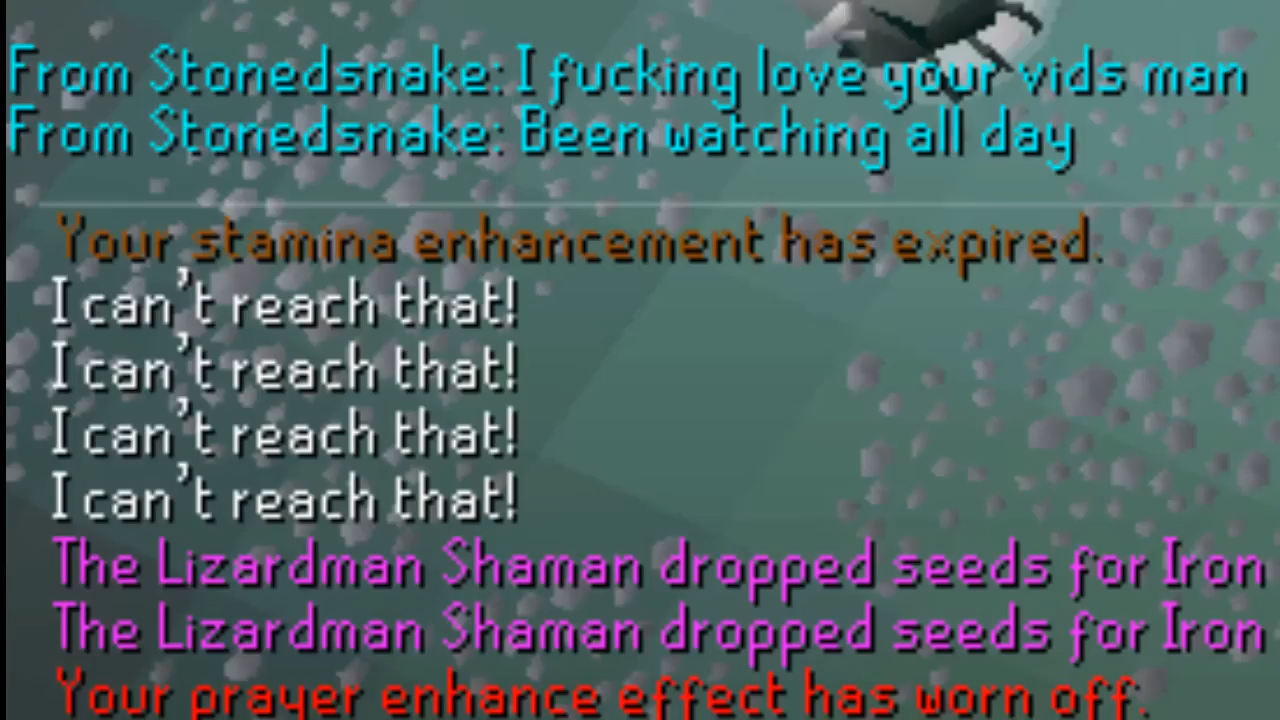 From Stonedsnake: I fucking love your vids man
From Stonedsnake: Been watching all day
Your stamina enhancement has expired.
I can't reach that!
I can't reach that!
I can't reach that!
I can't reach that!
The Lizardman Shaman dropped seeds for Iron
The Lizardman Shaman dropped seeds for Iron
Your prayer enhance effect has worn off.